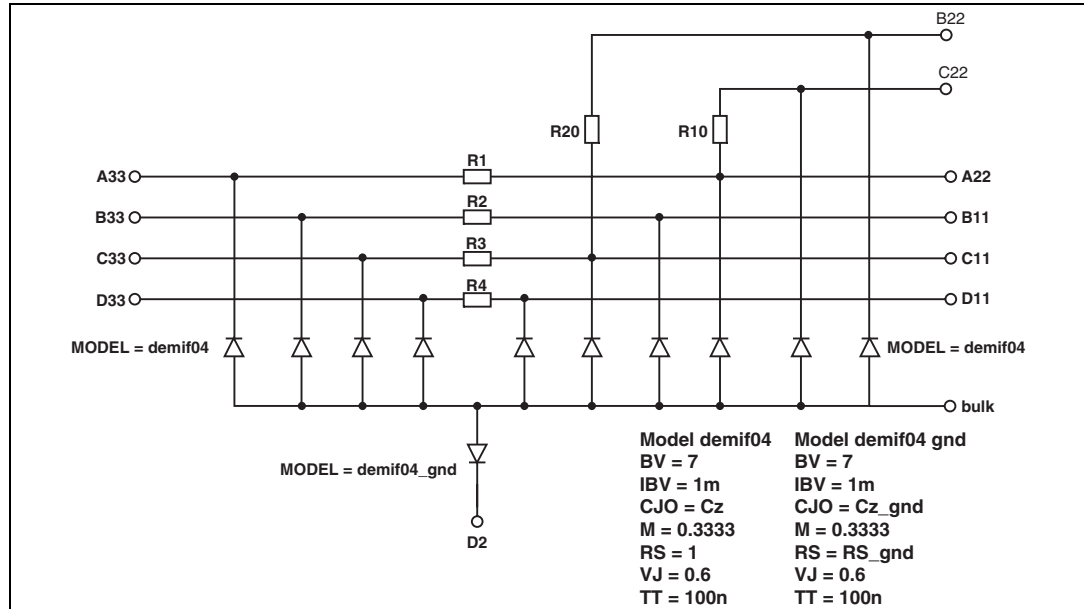 B22
C22
R20
R10
A33
R1
A22
B33
R2
B11
C33
R3
C11
D33
R4
D11
MODEL = demif04
MODEL = demif04
bulk
MODEL = demif04_gnd
D2
Model demif04
BV = 7
IBV = 1m
CJO = Cz
M = 0.3333
RS = 1
VJ = 0.6
TT = 100n
Model demif04 gnd
BV = 7
IBV = 1m
CJO = Cz_gnd
M = 0.3333
RS = RS_gnd
VJ = 0.6
TT = 100n